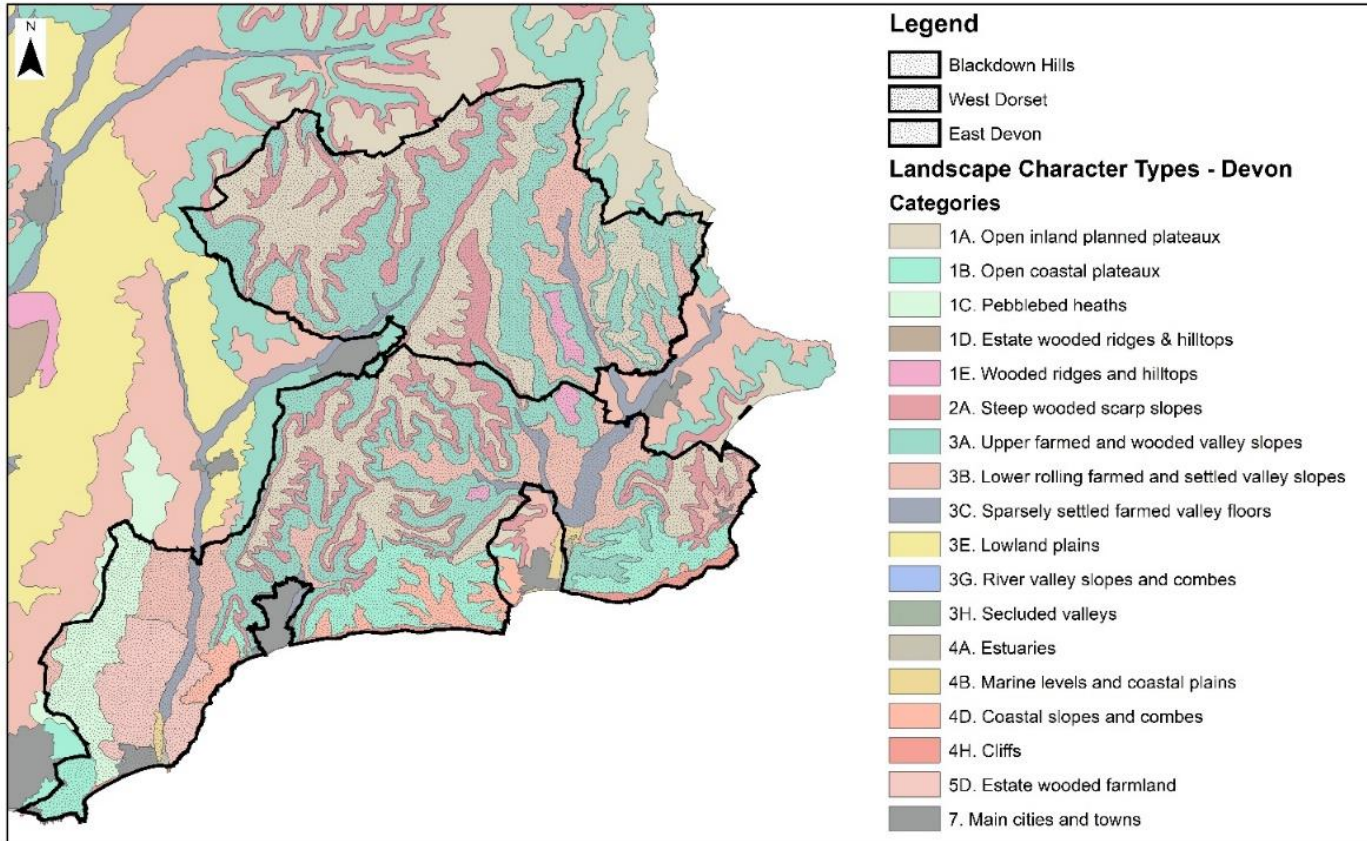 N
Legend
Blackdown Hills
West Dorset
East Devon
Landscape Character Types - Devon
Categories
1A. Open inland planned plateaux
1B. Open coastal plateaux
1C. Pebblebed heaths
1D. Estate wooded ridges & hilltops
1E. Wooded ridges and hilltops
2A. Steep wooded scarp slopes
3A. Upper farmed and wooded valley slopes
3B. Lower rolling farmed and settled valley slopes
3C. Sparsely settled farmed valley floors
3E. Lowland plains
3G. River valley slopes and combes
3H. Secluded valleys
4A. Estuaries
4B. Marine levels and coastal plains
4D. Coastal slopes and combes
4H. Cliffs
5D. Estate wooded farmland
7. Main cities and towns